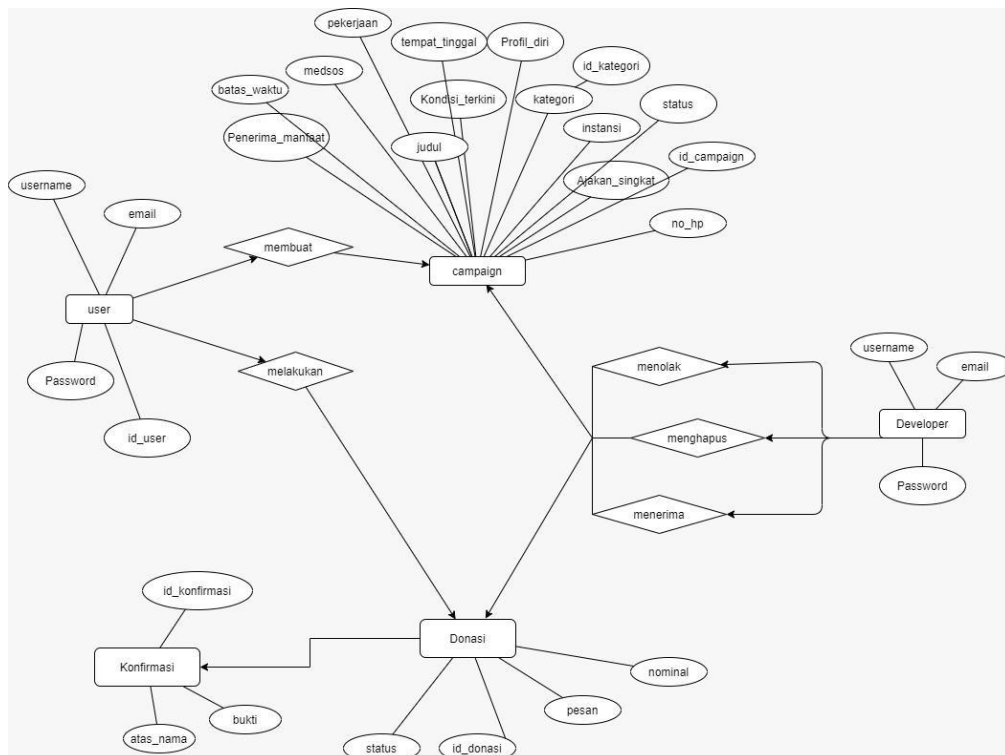 pekerjaan
tempat_tinggal
Profil_diri
id_kategori
medsos
batas_waktu
Kondisi_terkini
kategori
status
Penerima_manfaat
judul
instansi
id_campaign
Ajakan_singkat
username
email
no_hp
membuat
campaign
user
melakukan
menolak
username
email
Password
menghapus
Developer
id_user
Password
menerima
id_konfirmasi
Donasi
Konfirmasi
nominal
bukti
pesan
atas_nama
status
id_donasi